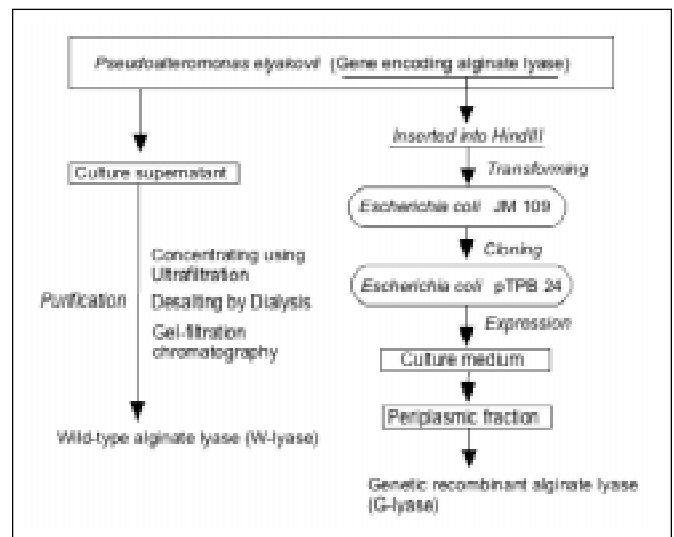 Pseudoalteromonas elyakovii (Gene encoding alginate lyase)
Culture supernatant
Purification
Concentrating using
Ultrafiltration
Desalting by Dialysis
Gel-filtration
chromatography
Wild-type alginate lyase (W-lyase)
Inserted into HindIII
Transforming
Escherichia coli JM 109
Cloning
Escherichia coli pTPB 24
Expression
Culture medium
Periplasmic fraction
Genetic recombinant alginate lyase
(G-lyase)